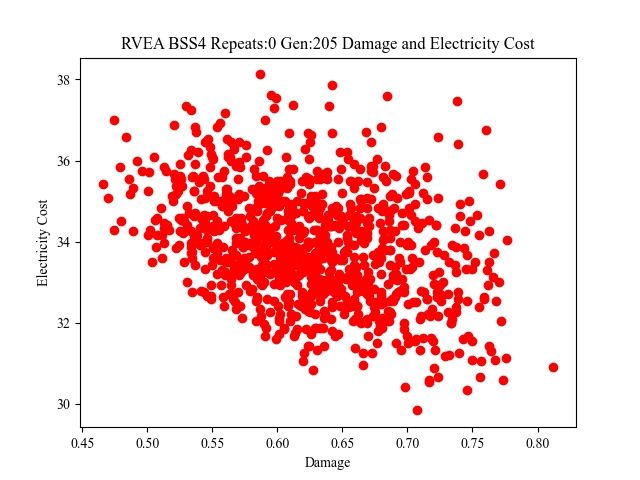 RVEA BSS4 Repeats:0 Gen:205 Damage and Electricity Cost
38
36
34
32
30
Electricity Cost
0.45 0.50 0.55 0.60 0.65 0.70 0.75 0.80
Damage